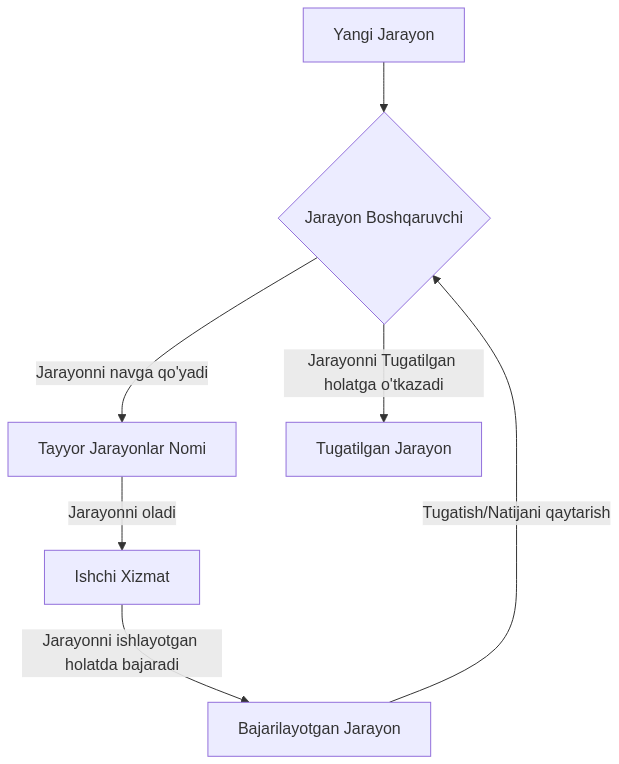 Yangi Jarayon
Jarayon Boshqaruvchi
Jarayonni navga qo'yadi
Jarayonni Tugatilgan
holatga o'tkazadi
Tayyor Jarayonlar Nomi
Tugatilgan Jarayon
Jarayonni oladi
Tugatish/Natijani qaytarish
Ishchi Xizmat
Jarayonni ishlayotgan
holatda bajaradi
Bajarilayotgan Jarayon